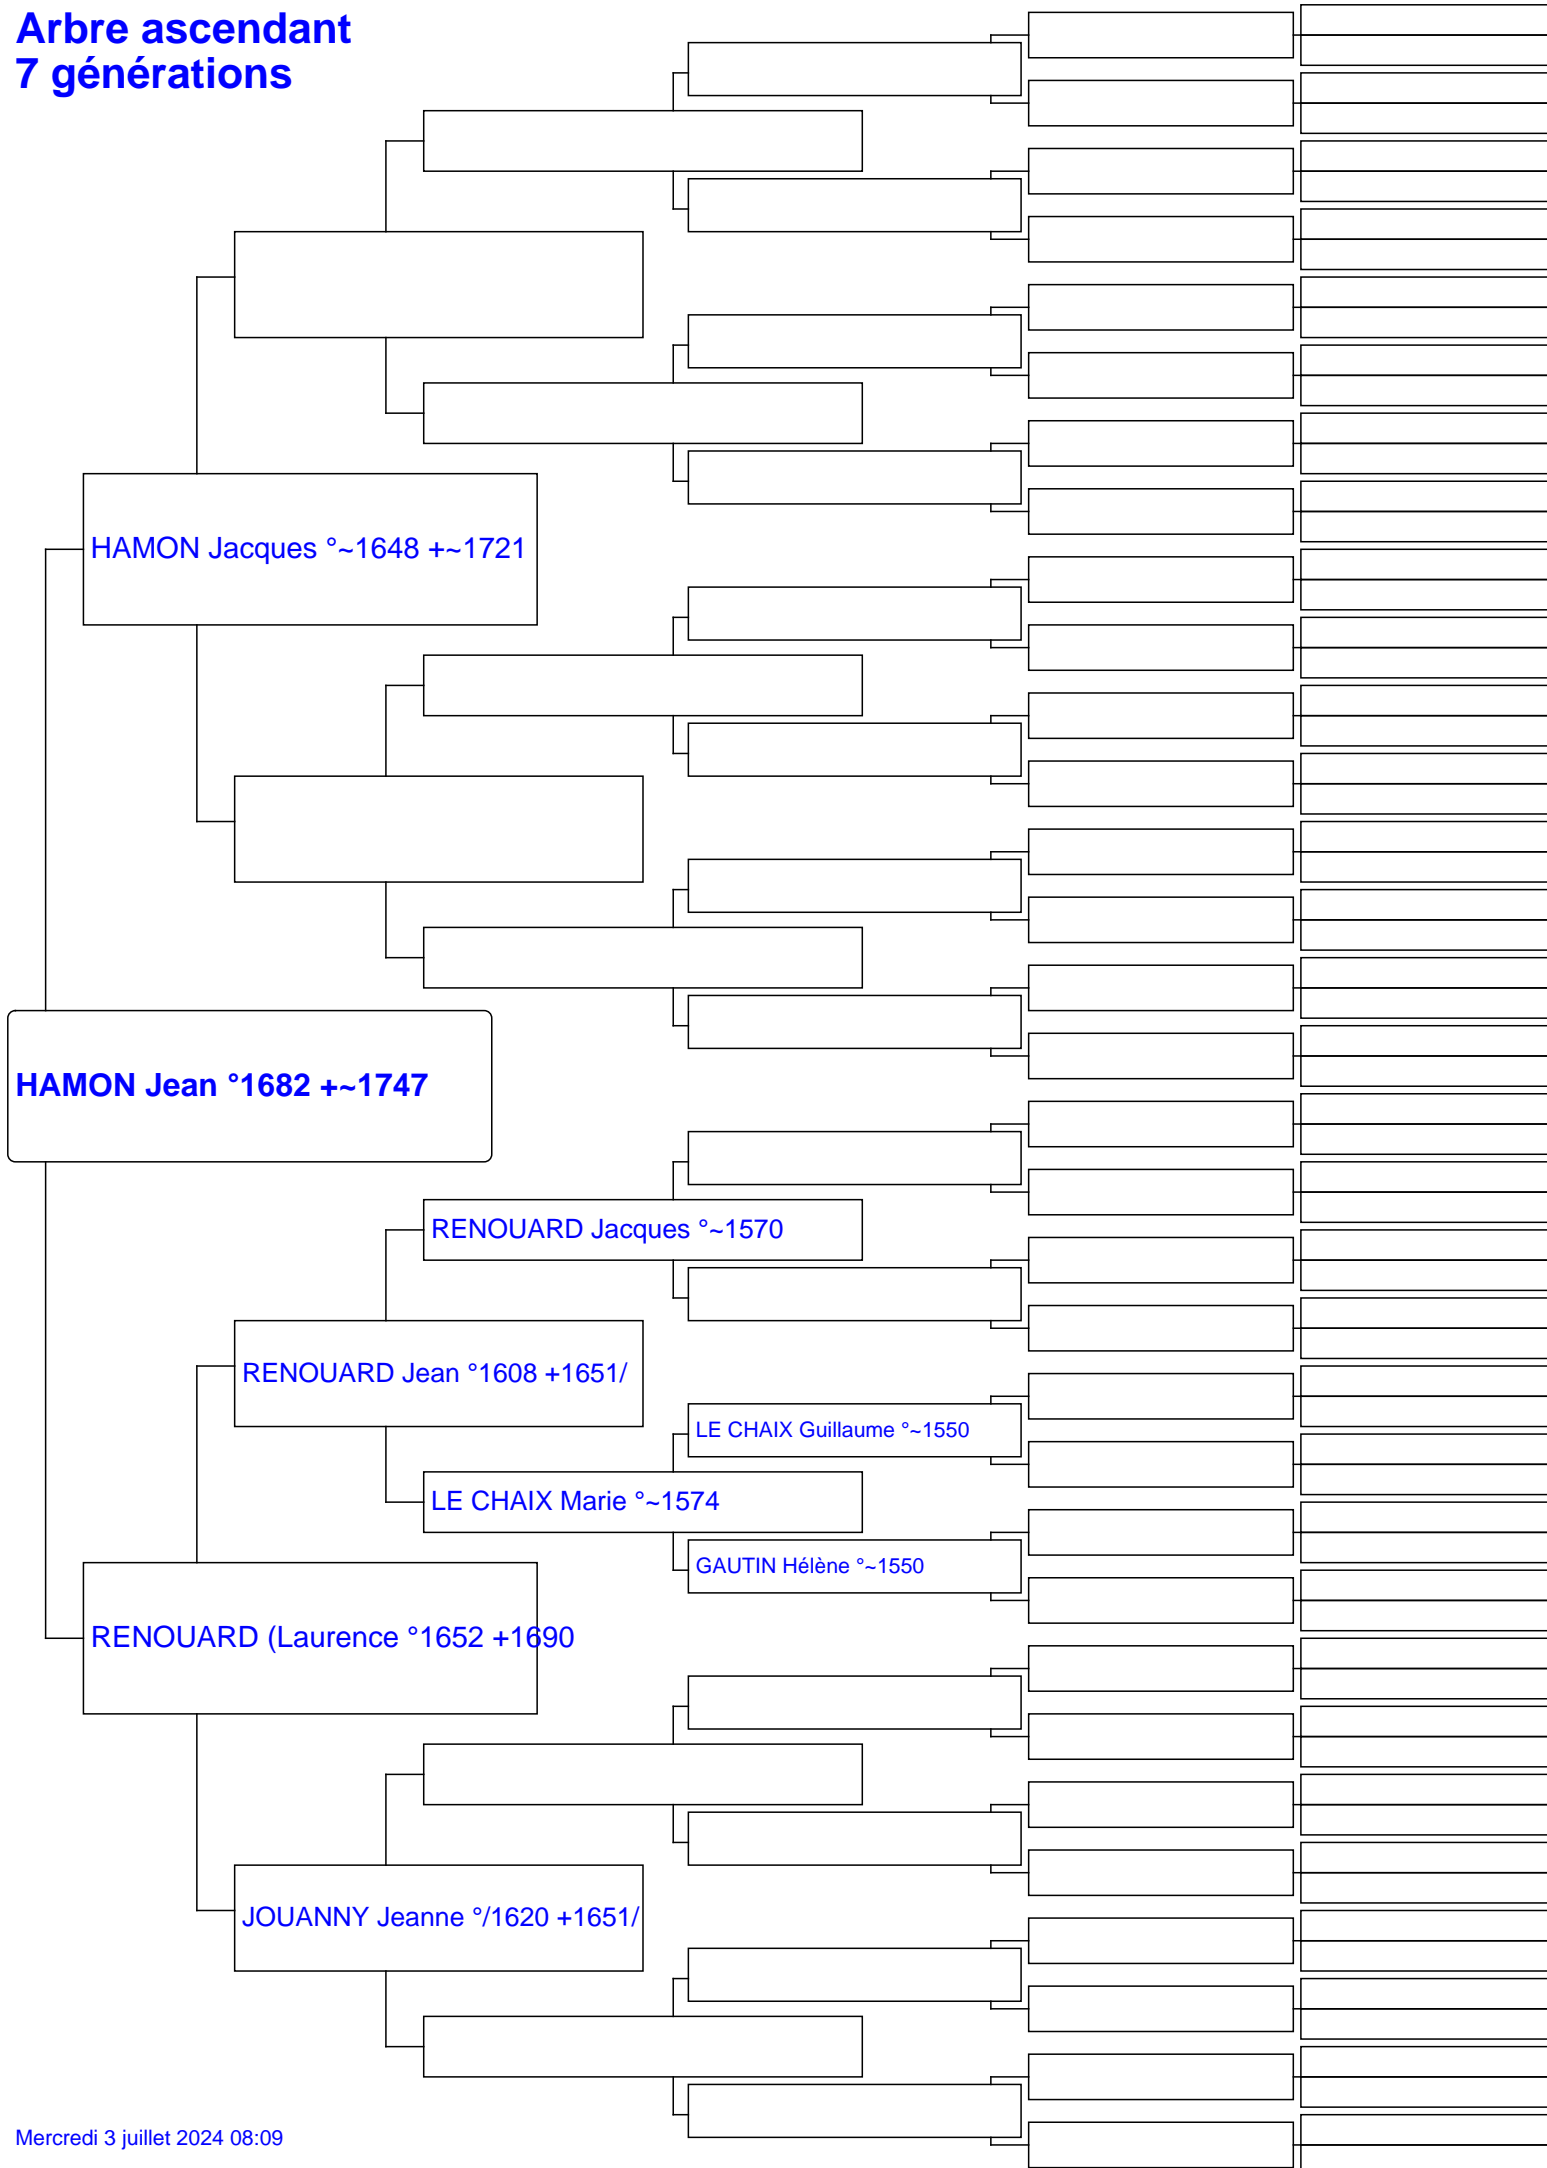 Arbre ascendant
7 générations
HAMON Jacques °~1648 +~1721
HAMON Jean °1682 +~1747
RENOUARD Jacques °~1570
RENOUARD Jean °1608 +1651/
LE CHAIX Guillaume °~1550
LE CHAIX Marie °~1574
GAUTIN Hélène °~1550
RENOUARD (Laurence °1652 +1690
JOUANNY Jeanne °/1620 +1651/
Mercredi 3 juillet 2024 08:09